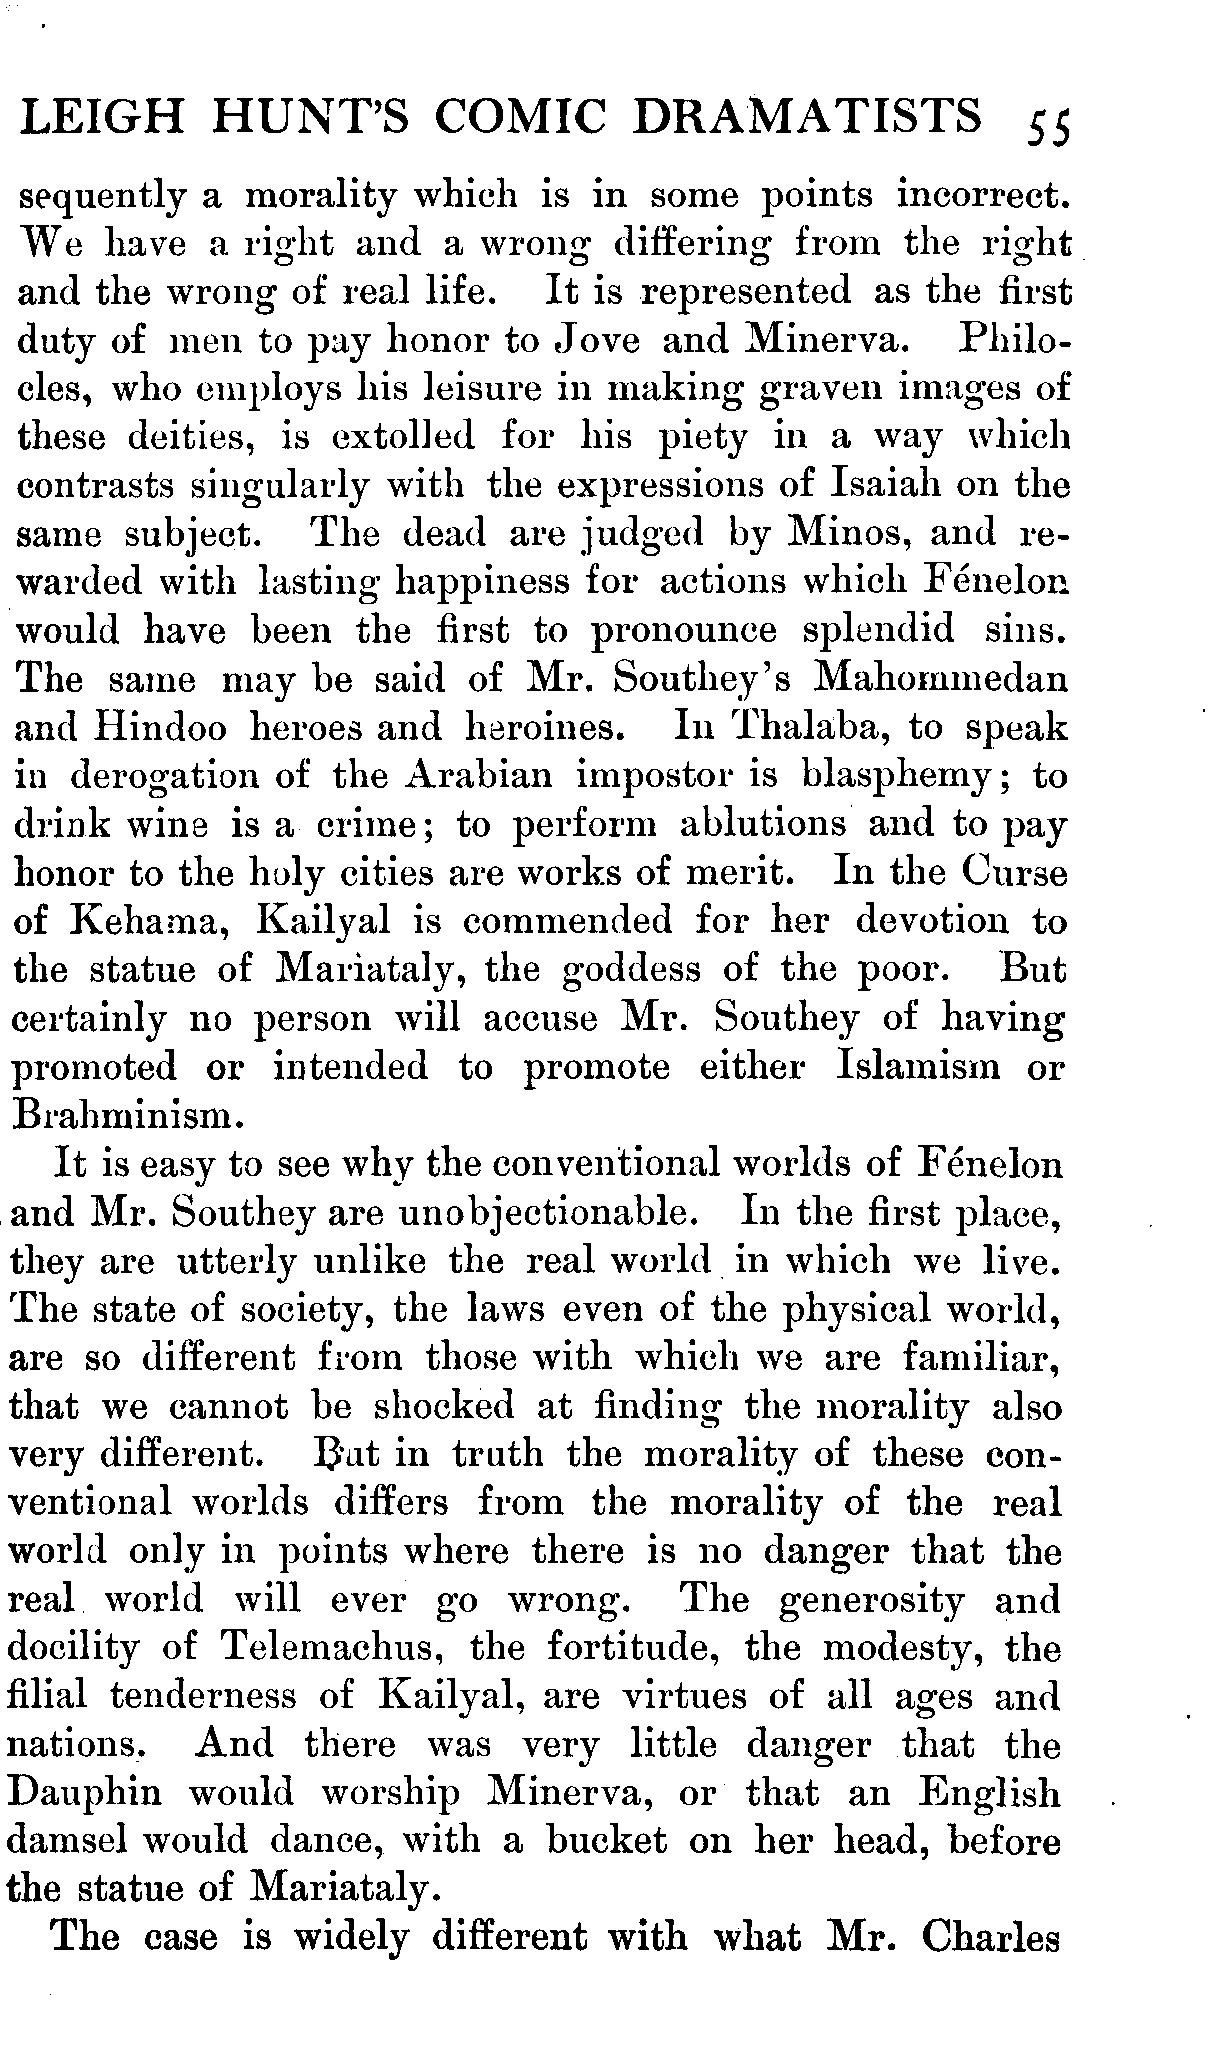 LEIGH HUNT'S COMIC DRAMATISTS 55
sequently a morality which is in some points incorrect.
We have a right and a wrong differing from the right
and the wrong of real life. It is represented as the first
duty of men to pay honor to Jove and Minerva. Philo-
cles, who employs his leisure in making graven images of
these deities, is extolled for his piety in a way which
contrasts singularly with the expressions of Isaiah on the
same subject. The dead are judged by Minos, and re-
warded with lasting happiness for actions which Fénelon
would have been the first to pronounce splendid sins.
The same may be said of Mr. Southey's Mahommedan
and Hindoo heroes and heroines. In Thalaba, to speak
in derogation of the Arabian impostor is blasphemy; to
drink wine is a crime; to perform ablutions and to pay
honor to the holy cities are works of merit. In the Curse
of Kehama, Kailyal is commended for her devotion to
the statue of Mariataly, the goddess of the poor. But
certainly no person will accuse Mr. Southey of having
promoted or intended to promote either Islamism or
Brahminism.
It is easy to see why the conventional worlds of Fénelon
and Mr. Southey are unobjectionable. In the first place,
they are utterly unlike the real world in which we live.
The state of society, the laws even of the physical world,
are so different from those with which we are familiar,
that we cannot be shocked at finding the morality also
very different. But in truth the morality of these con-
ventional worlds differs from the morality of the real
world only in points where there is no danger that the
real world will ever go wrong. The generosity and
docility of Telemachus, the fortitude, the modesty, the
filial tenderness of Kailyal, are virtues of all ages and
nations. And there was very little danger that the
Dauphin would worship Minerva, or that an English
damsel would dance, with a bucket on her head, before
the statue of Mariataly.
The case is widely different with what Mr. Charles